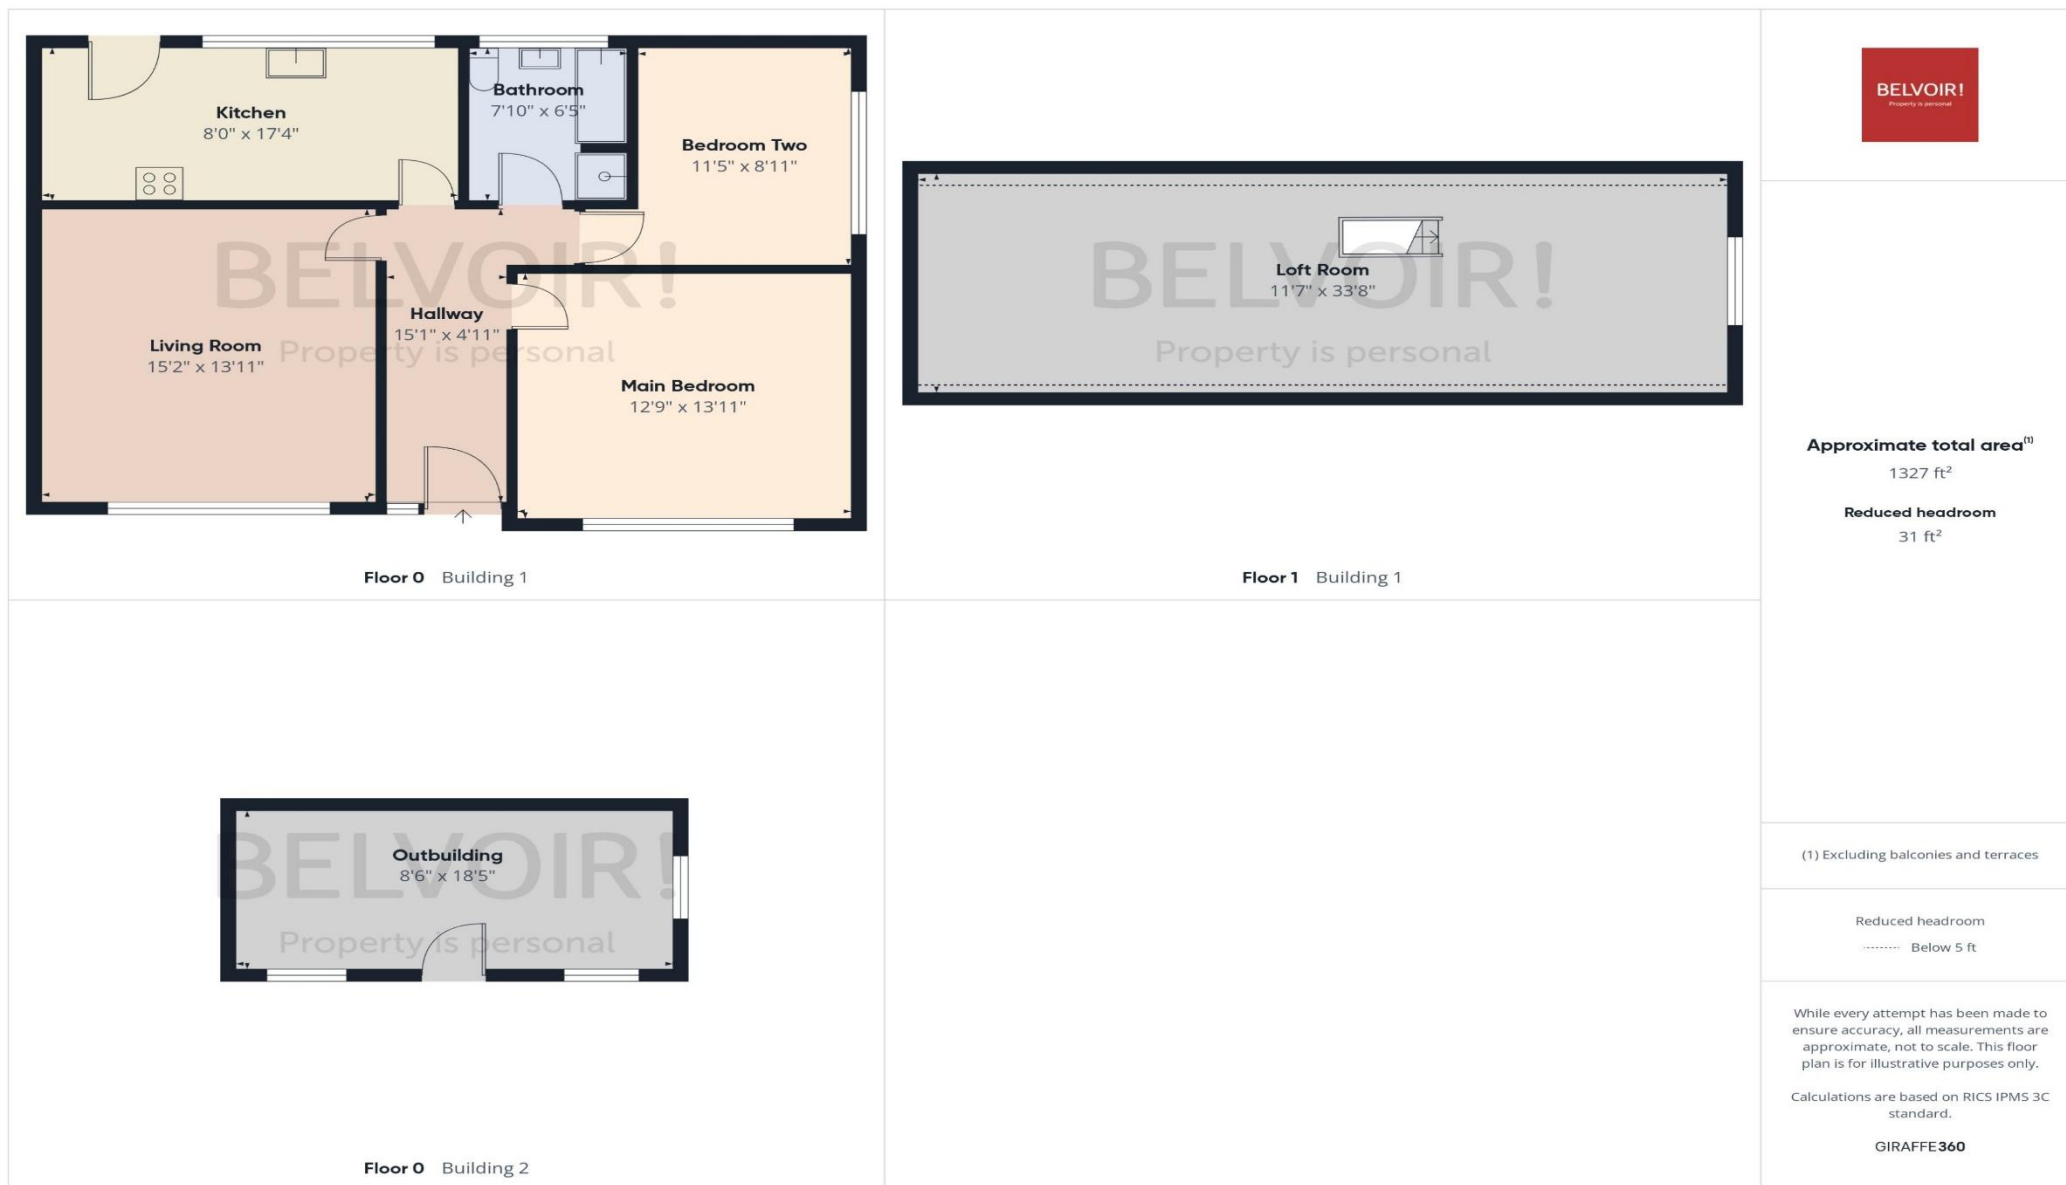 Kitchen
8'0" x 17'4"
Bathroom
7'10" x 6'5"
Bedroom Two
11'5" x 8'11"
BELVOIR!
Property is personal
Living Room
15'2" x 13'11"
Hallway
15'1" x 4'11"
Main Bedroom
12'9" x 13'11"
Floor 0 Building 1
BELVOIR!
Property is personal
Loft Room
11'7" x 33'8"
Floor 1 Building 1
BELVOIR!
Property is personal
Outbuilding
8'6" x 18'5"
Floor 0 Building 2
BELVOIR!
Property is personal
Approximate total area(1)
1327 ft²
Reduced headroom
31 ft²
(1) Excluding balconies and terraces
Reduced headroom
Below 5 ft
While every attempt has been made to
ensure accuracy, all measurements are
approximate, not to scale. This floor
plan is for illustrative purposes only.
Calculations are based on RICS IPMS 3C
standard.
GIRAFFE360